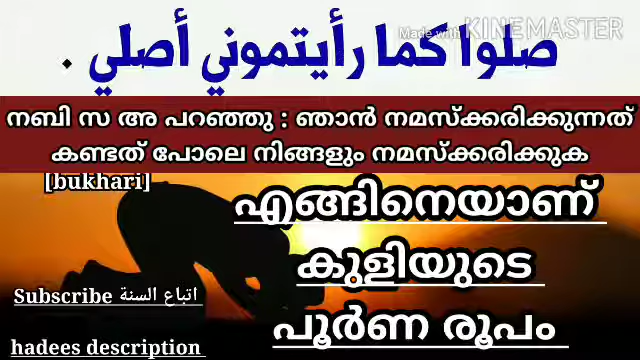 Made with KINEMASTER
صلوا كما رأيتموني أصلي .
നബി സ അ പറഞ്ഞു : ഞാൻ നമസ്ക്കരിക്കുന്നത്
കണ്ടത് പോലെ നിങ്ങളും നമസ്ക്കരിക്കുക
[bukhari]
എങ്ങിനെയാണ്
കുളിയുടെ
പൂർണ രൂപം
Subscribe اتباع السنة
hadees description